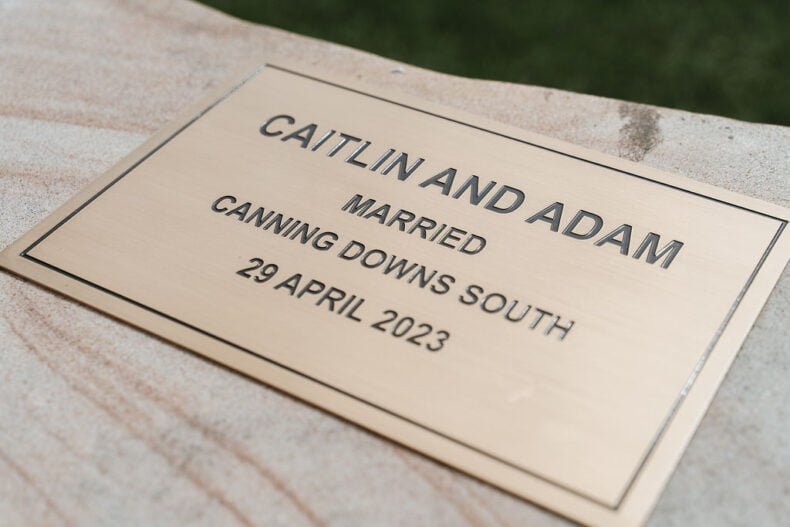 CAITLIN AND ADAM
MARRIED
CANNING DOWNS SOUTH
29 APRIL 2023